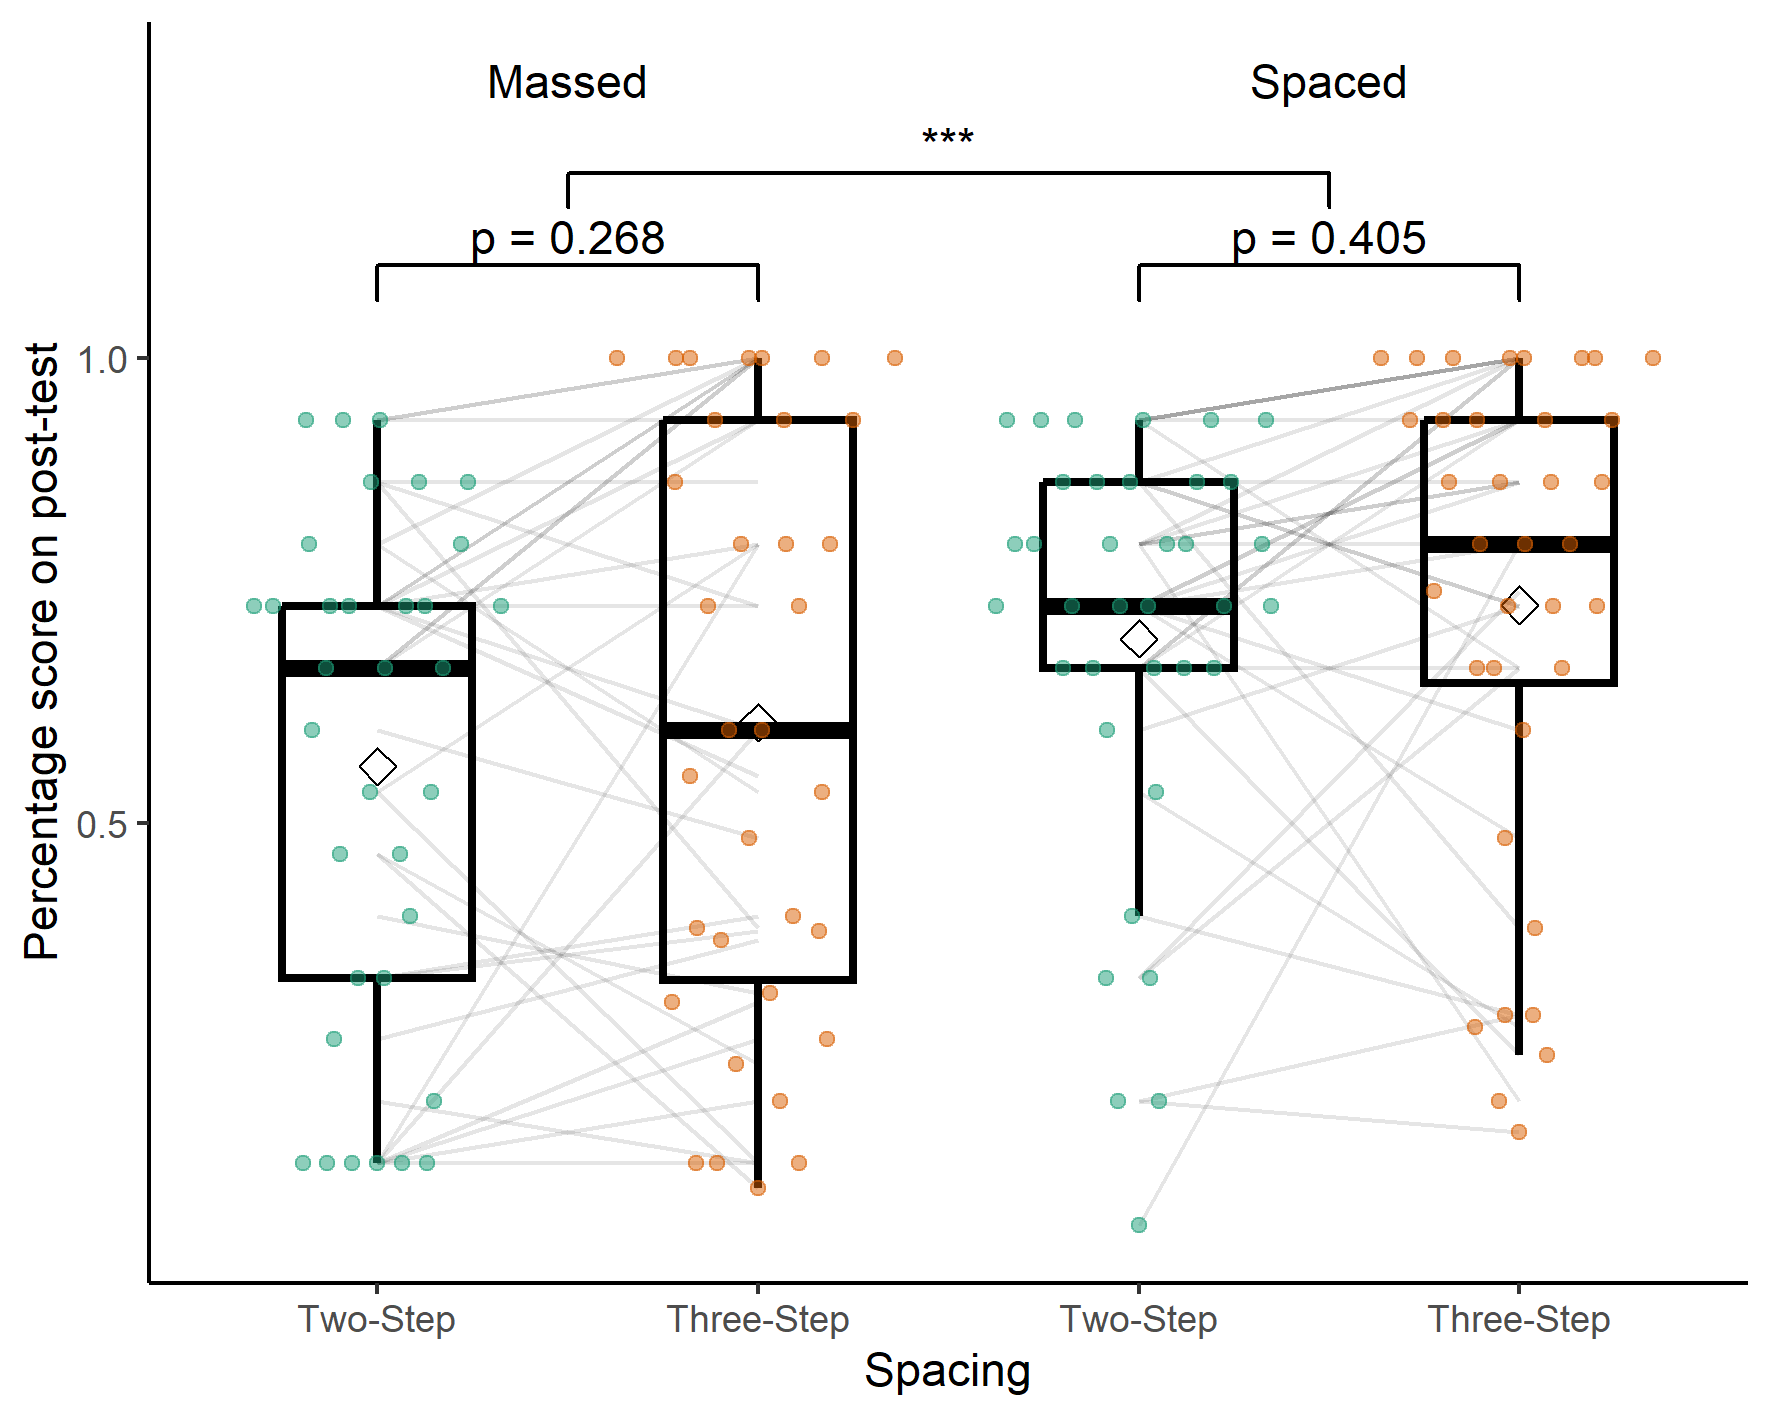 Massed
Spaced
***
p = 0.268
p = 0.405
Percentage score on post-test
1.0
0.5
Two-Step
Three-Step
Two-Step
Three-Step
Spacing